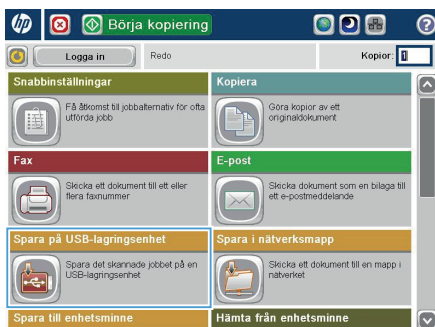 hp Börja kopiering ?
Logga in Redo Kopior: 1
Snabbinställningar Kopiera
Få åtkomst till jobbalternativ för ofta
utförda jobb
Göra kopior av ett
originaldokument
Fax E-post
Skicka ett dokument till ett eller
flera faxnummer
Skicka dokument som en bilaga till
ett e-postmeddelande
Spara på USB-lagringsenhet Spara i nätverksmapp
Spara det skannade jobbet på en
USB-lagringsenhet
Skicka ett dokument till en mapp i
nätverket
Spara till enhetsminne Hämta från enhetsminne